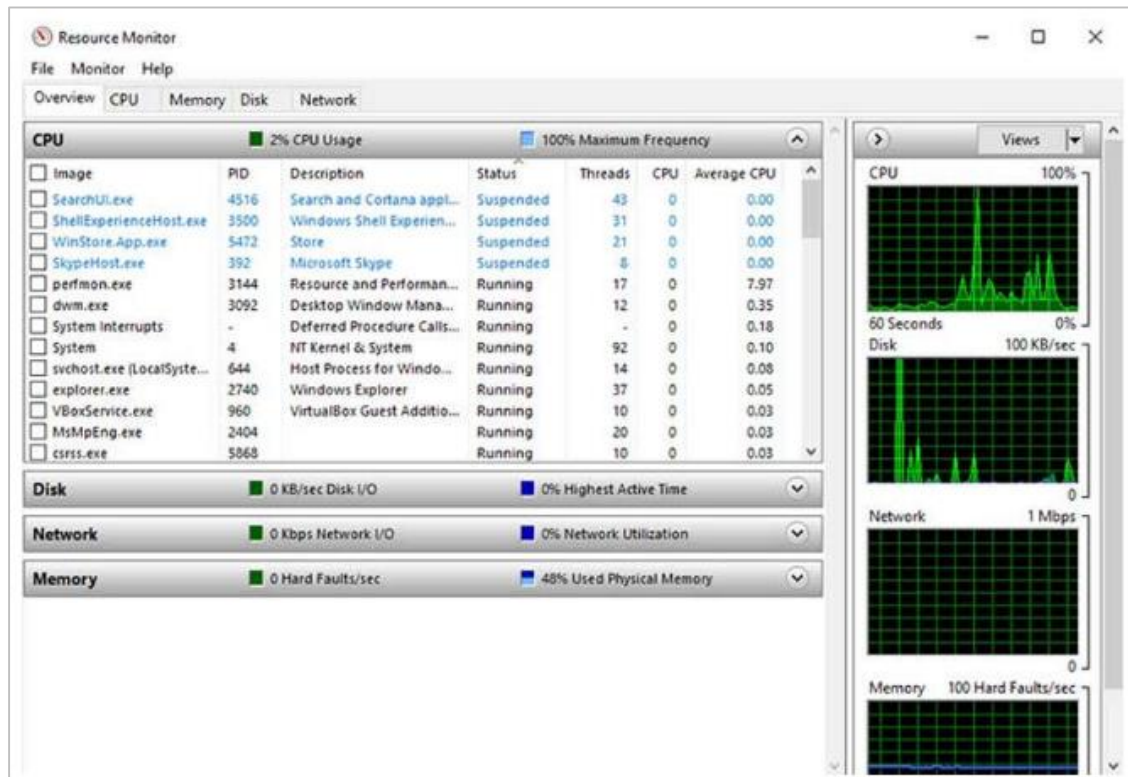 Resource Monitor
File Monitor Help
Overview CPU Memory Disk Network
CPU 2% CPU Usage 100% Maximum Frequency
Image PID Description Status Threads CPU Average CPU
SearchUI.exe 4516 Search and Cortana appl... Suspended 43 0 0.00
ShellExperienceHost.exe 3500 Windows Shell Experien... Suspended 31 0 0.00
WinStore.App.exe 5472 Store Suspended 21 0 0.00
SkypeHost.exe 392 Microsoft Skype Suspended 8 0 0.00
perfmon.exe 3144 Resource and Performan... Running 17 0 7.97
dwm.exe 3092 Desktop Window Mana... Running 12 0 0.35
System Interrupts - Deferred Procedure Calls... Running - 0 0.18
System 4 NT Kernel & System Running 92 0 0.10
svchost.exe (LocalSyste... 644 Host Process for Windo... Running 14 0 0.08
explorer.exe 2740 Windows Explorer Running 37 0 0.05
VBoxService.exe 960 VirtualBox Guest Additio... Running 10 0 0.03
MsMpEng.exe 2404 Running 20 0 0.03
csrss.exe 5868 Running 10 0 0.03
Disk 0 KB/sec Disk I/O 0% Highest Active Time
Network 0 Kbps Network I/O 0% Network Utilization
Memory 0 Hard Faults/sec 48% Used Physical Memory
Views
CPU 100%
60 Seconds 0%
Disk 100 KB/sec
0
Network 1 Mbps
0
Memory 100 Hard Faults/sec